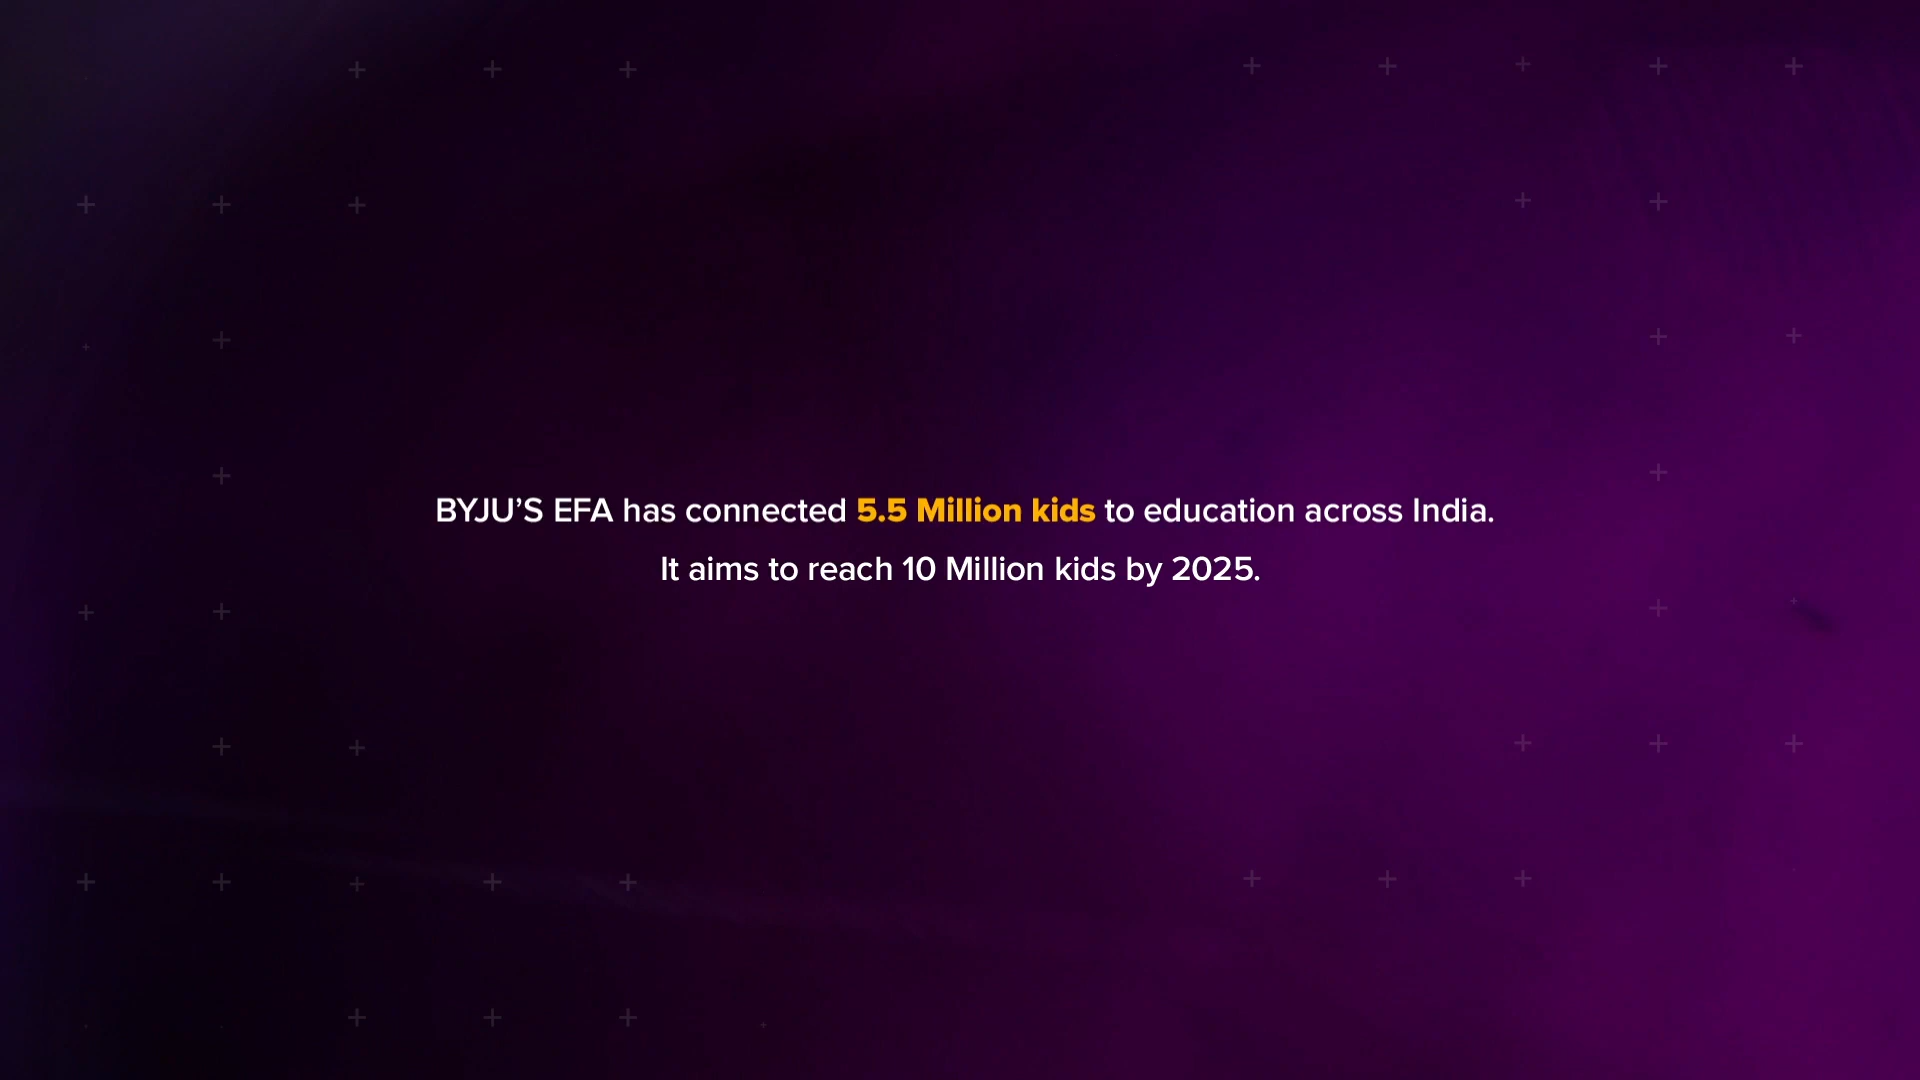 BYJU’S EFA has connected 5.5 Million kids to education across India.
It aims to reach 10 Million kids by 2025.